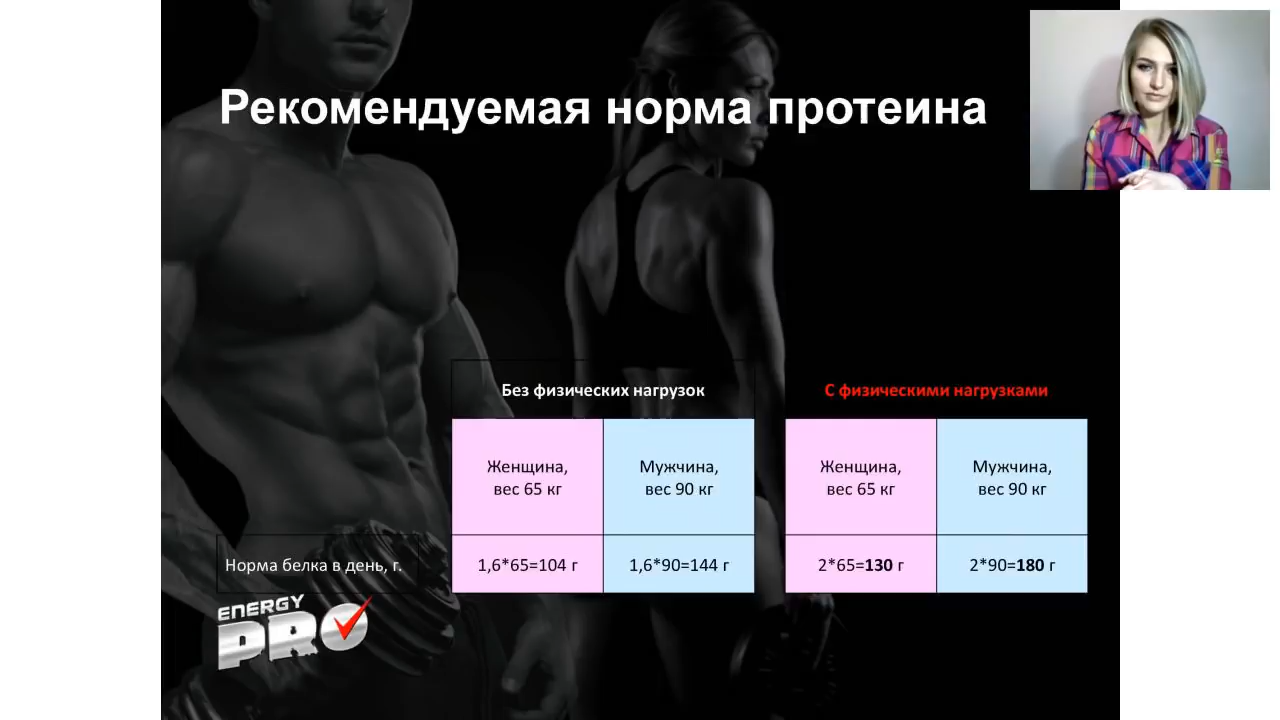 Рекомендуемая норма протеина
Без физических нагрузок
С физическими нагрузками
Женщина,
вес 65 кг
Мужчина,
вес 90 кг
Женщина,
вес 65 кг
Мужчина,
вес 90 кг
Норма белка в день, г.
1,6*65=104 г
1,6*90=144 г
2*65=130 г
2*90=180 г
ENERGY
PRO